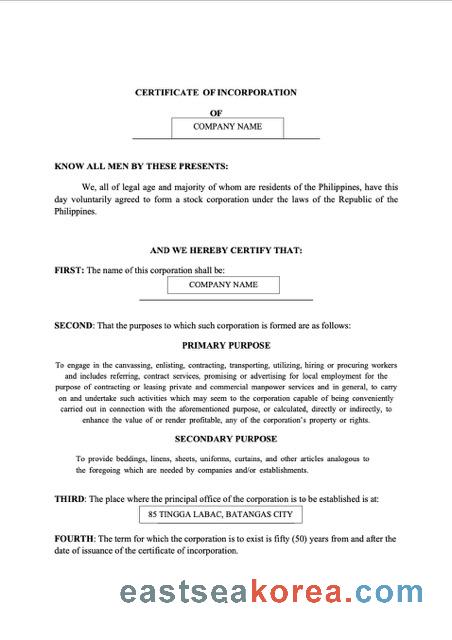 CERTIFICATE OF INCORPORATION
OF
COMPANY NAME
KNOW ALL MEN BY THESE PRESENTS:
We, all of legal age and majority of whom are residents of the Philippines, have this
day voluntarily agreed to form a stock corporation under the laws of the Republic of the
Philippines.
AND WE HEREBY CERTIFY THAT:
FIRST: The name of this corporation shall be:
COMPANY NAME
SECOND: That the purposes to which such corporation is formed are as follows:
PRIMARY PURPOSE
To engage in the canvassing, enlisting, contracting, transporting, utilizing, hiring or procuring workers
and includes referring, contract services, promising or advertising for local employment for the
purpose of contracting or leasing private and commercial manpower services and in general, to carry
on and undertake such activities which may seem to the corporation capable of being conveniently
carried out in connection with the aforementioned purpose, or calculated, directly or indirectly, to
enhance the value of or render profitable, any of the corporation's property or rights.
SECONDARY PURPOSE
To provide beddings, linens, sheets, uniforms, curtains, and other articles analogous to
the foregoing which are needed by companies and/or establishments.
THIRD: The place where the principal office of the corporation is to be established is at:
85 TINGGA LABAC, BATANGAS CITY
FOURTH: The term for which the corporation is to exist is fifty (50) years from and after the
date of issuance of the certificate of incorporation.
eastseakorea.com